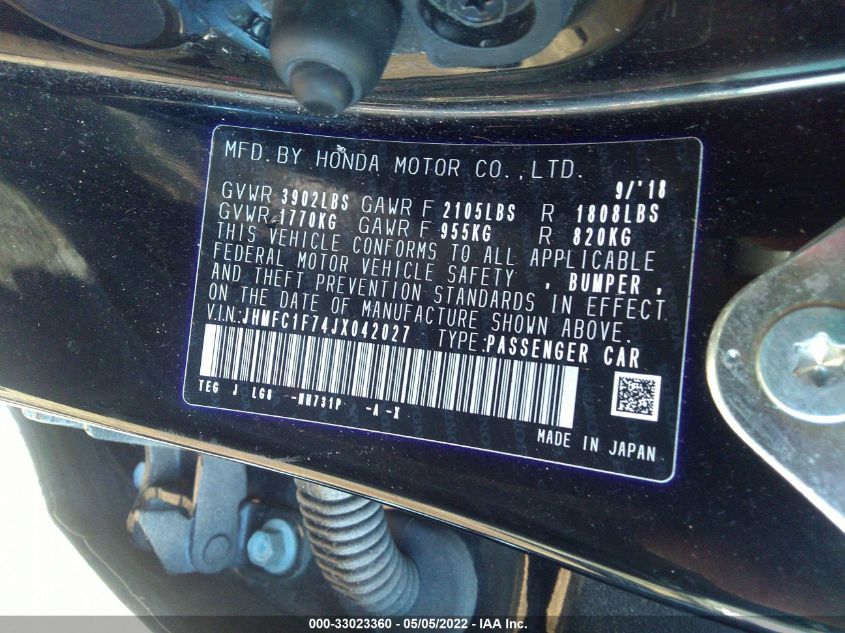 MFD. BY HONDA MOTOR CO.,LTD.
9/'18
GVWR 3902LBS GAWR F 2105LBS R 1808LBS
GVWR 1770KG GAWR F 955KG R 820KG
THIS VEHICLE CONFORMS TO ALL APPLICABLE
FEDERAL MOTOR VEHICLE SAFETY , BUMPER ,
AND THEFT PREVENTION STANDARDS IN EFFECT
ON THE DATE OF MANUFACTURE SHOWN ABOVE.
V.I.N:JHMFC1F74JX042027 TYPE:PASSENGER CAR
TEG J LG8 -NH731P -A -X
MADE IN JAPAN
000-33023360 — 05/05/2022 — IAA Inc.